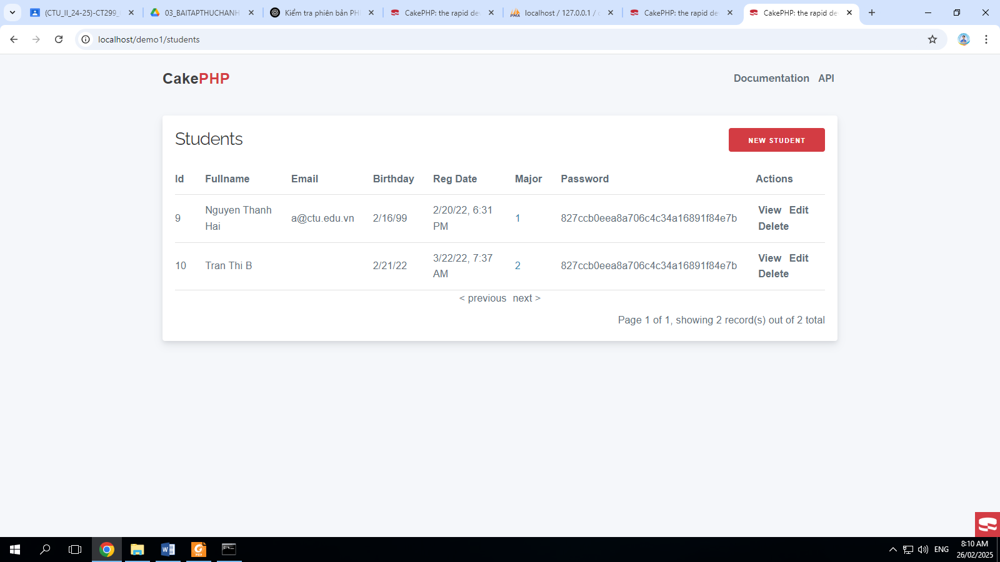 (CTU_II_24-25)-CT299_
03_BAITAPTHUCHANH
Kiểm tra phiên bản PH
CakePHP: the rapid de
localhost / 127.0.0.1 / c
CakePHP: the rapid de
CakePHP: the rapid de
localhost/demo1/students
CakePHP
Documentation API
Students
NEW STUDENT
Id Fullname Email Birthday Reg Date Major Password Actions
9 Nguyen Thanh Hai a@ctu.edu.vn 2/16/99 2/20/22, 6:31 PM 1 827ccb0eea8a706c4c34a16891f84e7b View Edit Delete
10 Tran Thi B 2/21/22 3/22/22, 7:37 AM 2 827ccb0eea8a706c4c34a16891f84e7b View Edit Delete
< previous next >
Page 1 of 1, showing 2 record(s) out of 2 total
ENG
8:10 AM
26/02/2025